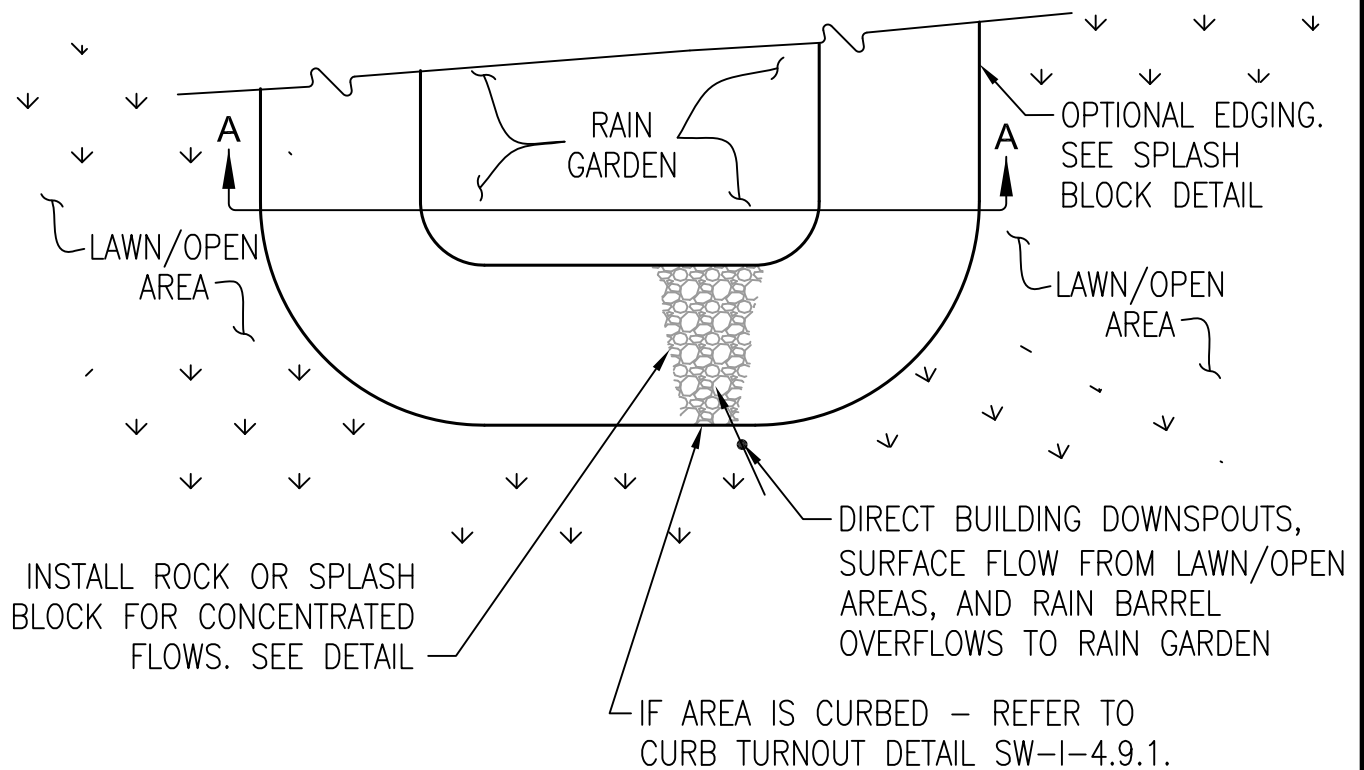 A
RAIN
GARDEN
A
OPTIONAL EDGING.
SEE SPLASH
BLOCK DETAIL
LAWN/OPEN
AREA
LAWN/OPEN
AREA
INSTALL ROCK OR SPLASH
BLOCK FOR CONCENTRATED
FLOWS. SEE DETAIL
DIRECT BUILDING DOWNSPOUTS,
SURFACE FLOW FROM LAWN/OPEN
AREAS, AND RAIN BARREL
OVERFLOWS TO RAIN GARDEN
IF AREA IS CURBED – REFER TO
CURB TURNOUT DETAIL SW-I-4.9.1.